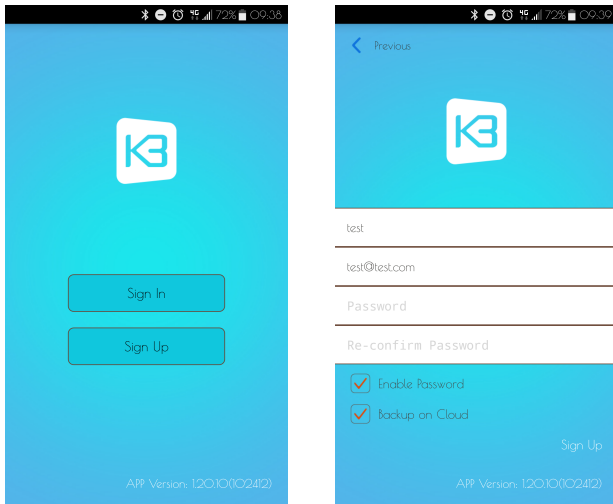 4G 72% 09:38
K3
Sign In
Sign Up
APP Version: 1.20.10(102412)
4G 72% 09:39
Previous
K3
test
test@test.com
Password
Re-confirm Password
Enable Password
Backup on Cloud
Sign Up
APP Version: 1.20.10(102412)